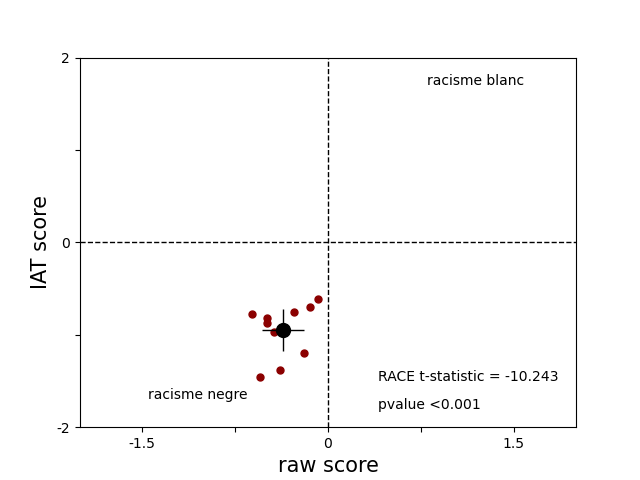 2
racisme blanc
IAT score
0
RACE t-statistic = -10.243
racisme negre
pvalue <0.001
-2
-1.5
0
1.5
raw score